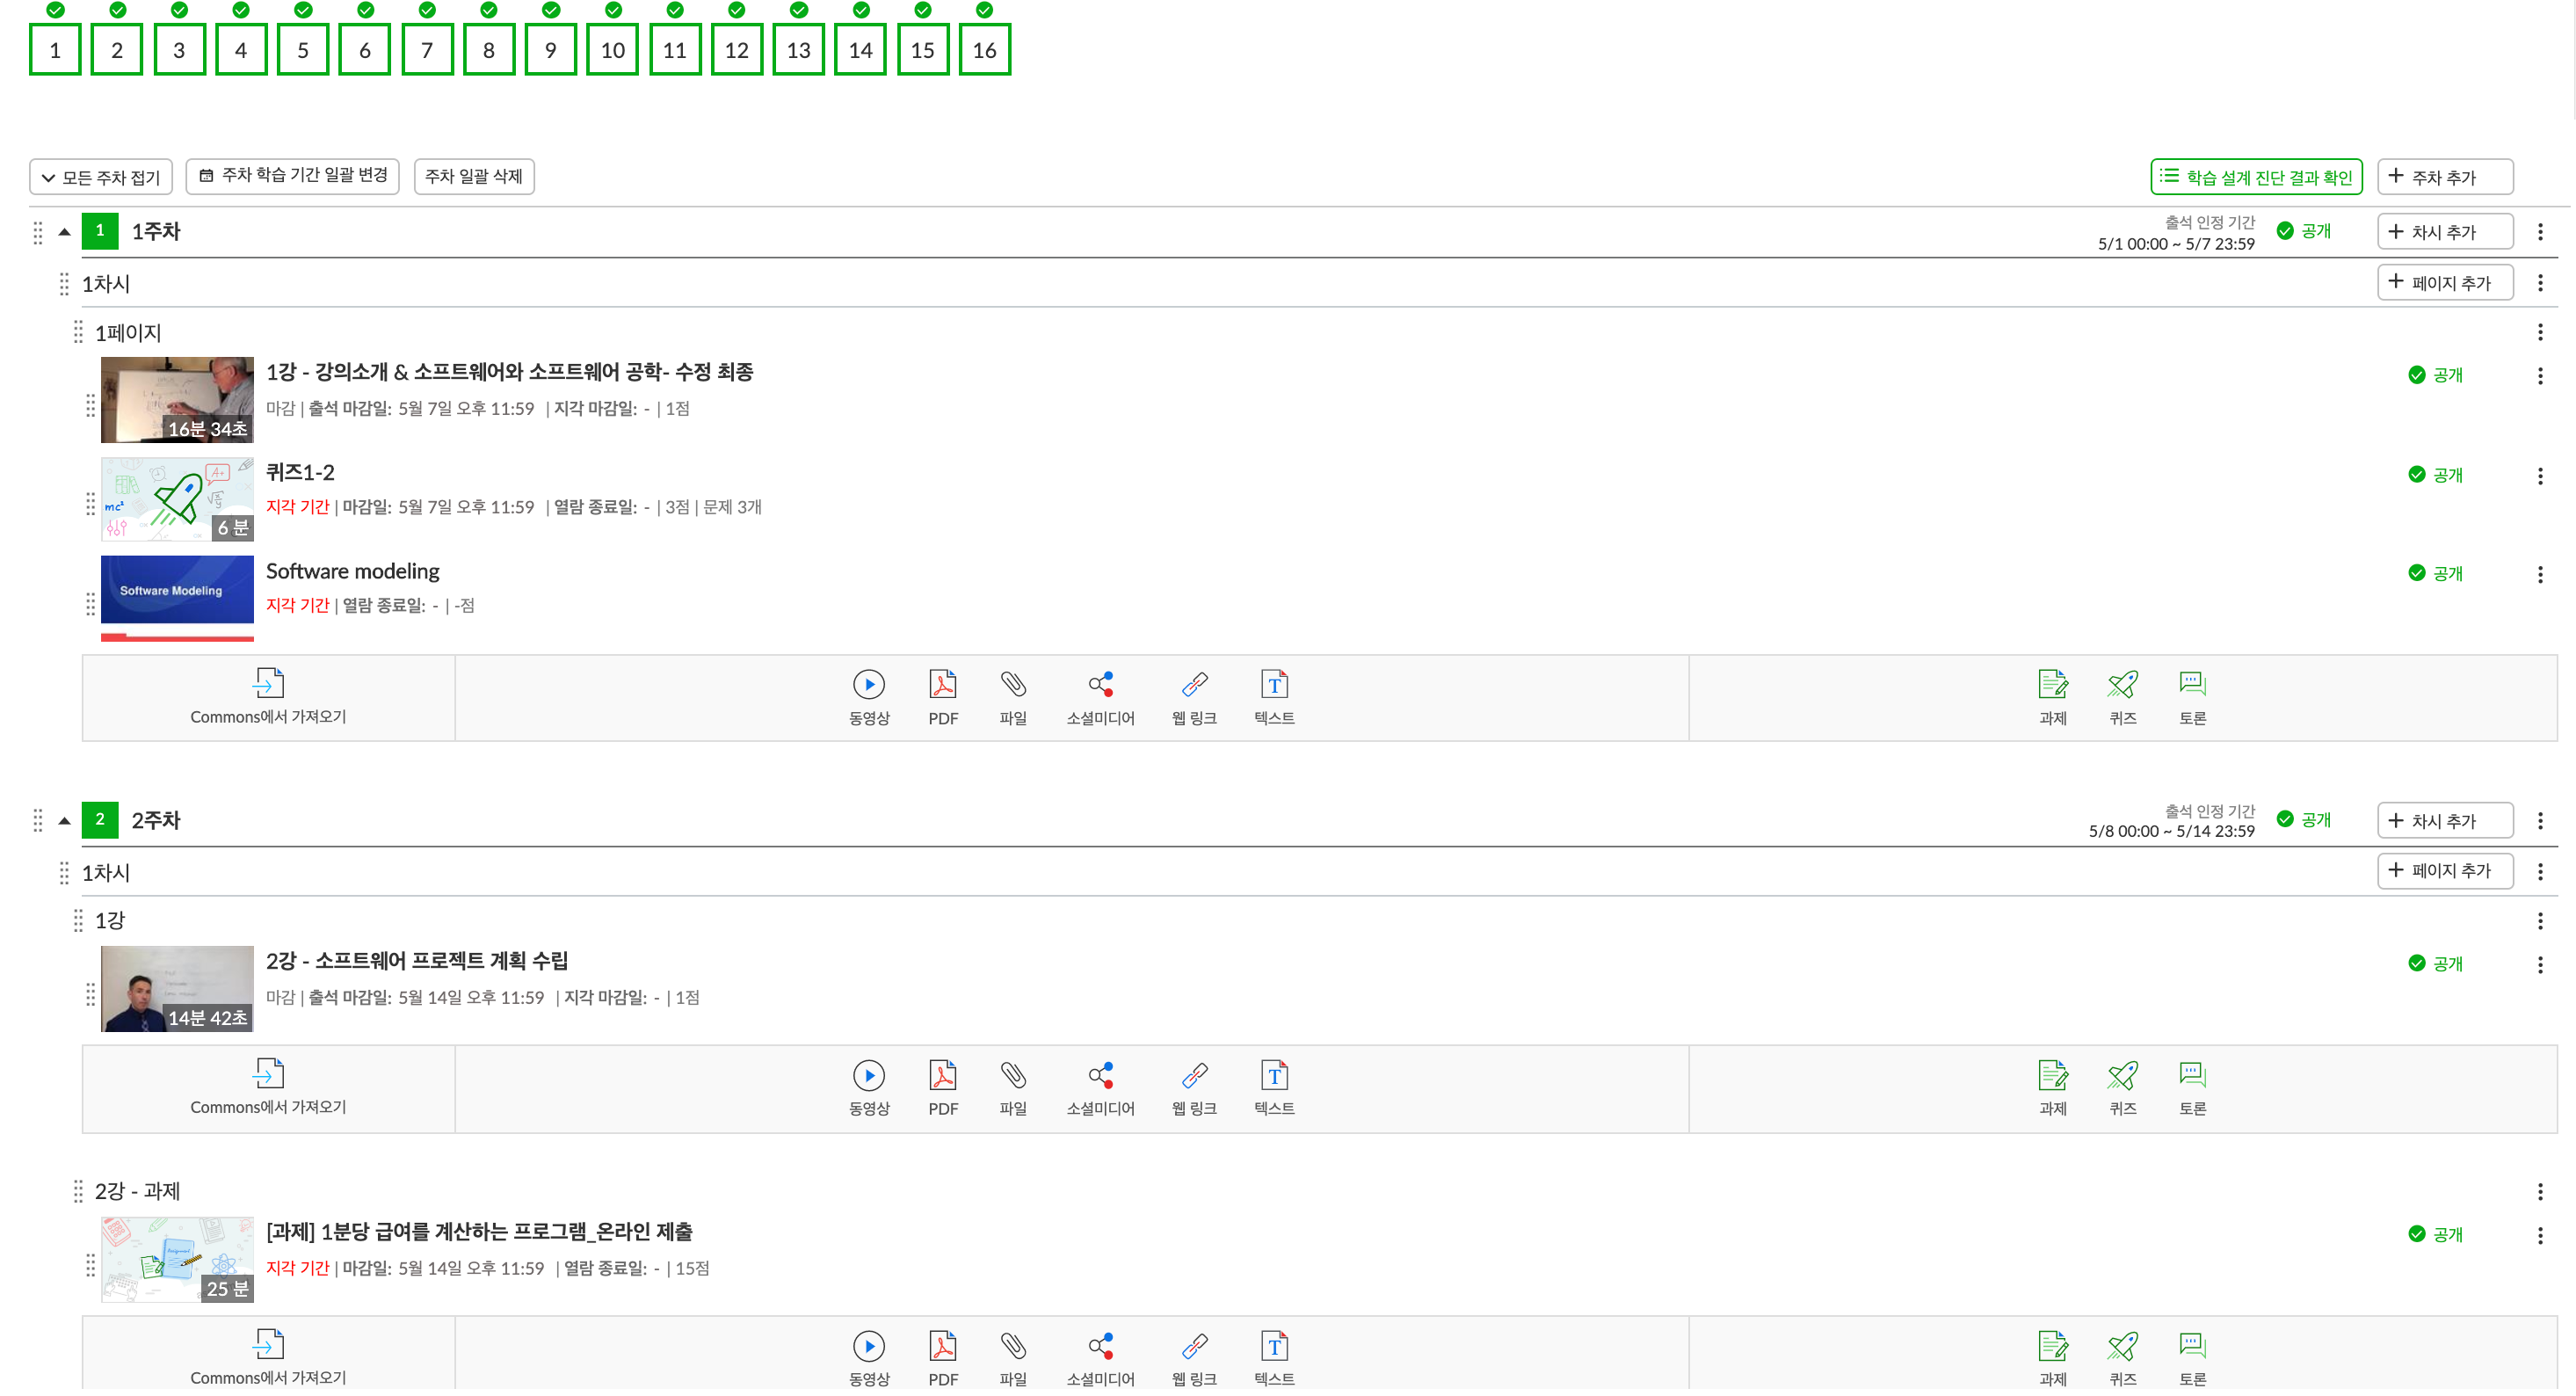 1 2 3 4 5 6 7 8 9 10 11 12 13 14 15 16
모든 주차 접기 주차 학습 기간 일괄 변경 주차 일괄 삭제 학습 설계 진단 결과 확인 + 주차 추가
1 1주차 출석 인정 기간 공개 + 차시 추가
5/1 00:00 ~ 5/7 23:59
1차시 + 페이지 추가
1페이지
1강 - 강의소개 & 소프트웨어와 소프트웨어 공학- 수정 최종 공개
마감 | 출석 마감일: 5월 7일 오후 11:59 | 지각 마감일: - | 1점
16분 34초
퀴즈1-2 공개
지각 기간 | 마감일: 5월 7일 오후 11:59 | 열람 종료일: - | 3점 | 문제 3개
A+
mc²
6 분
Software modeling 공개
Software Modeling
지각 기간 | 열람 종료일: - | -점
Commons에서 가져오기 동영상 PDF 파일 소셜미디어 웹 링크 텍스트 과제 퀴즈 토론
2 2주차 출석 인정 기간 공개 + 차시 추가
5/8 00:00 ~ 5/14 23:59
1차시 + 페이지 추가
1강
2강 - 소프트웨어 프로젝트 계획 수립 공개
마감 | 출석 마감일: 5월 14일 오후 11:59 | 지각 마감일: - | 1점
14분 42초
Commons에서 가져오기 동영상 PDF 파일 소셜미디어 웹 링크 텍스트 과제 퀴즈 토론
2강 - 과제
[과제] 1분당 급여를 계산하는 프로그램_온라인 제출 공개
지각 기간 | 마감일: 5월 14일 오후 11:59 | 열람 종료일: - | 15점
25 분
Commons에서 가져오기 동영상 PDF 파일 소셜미디어 웹 링크 텍스트 과제 퀴즈 토론